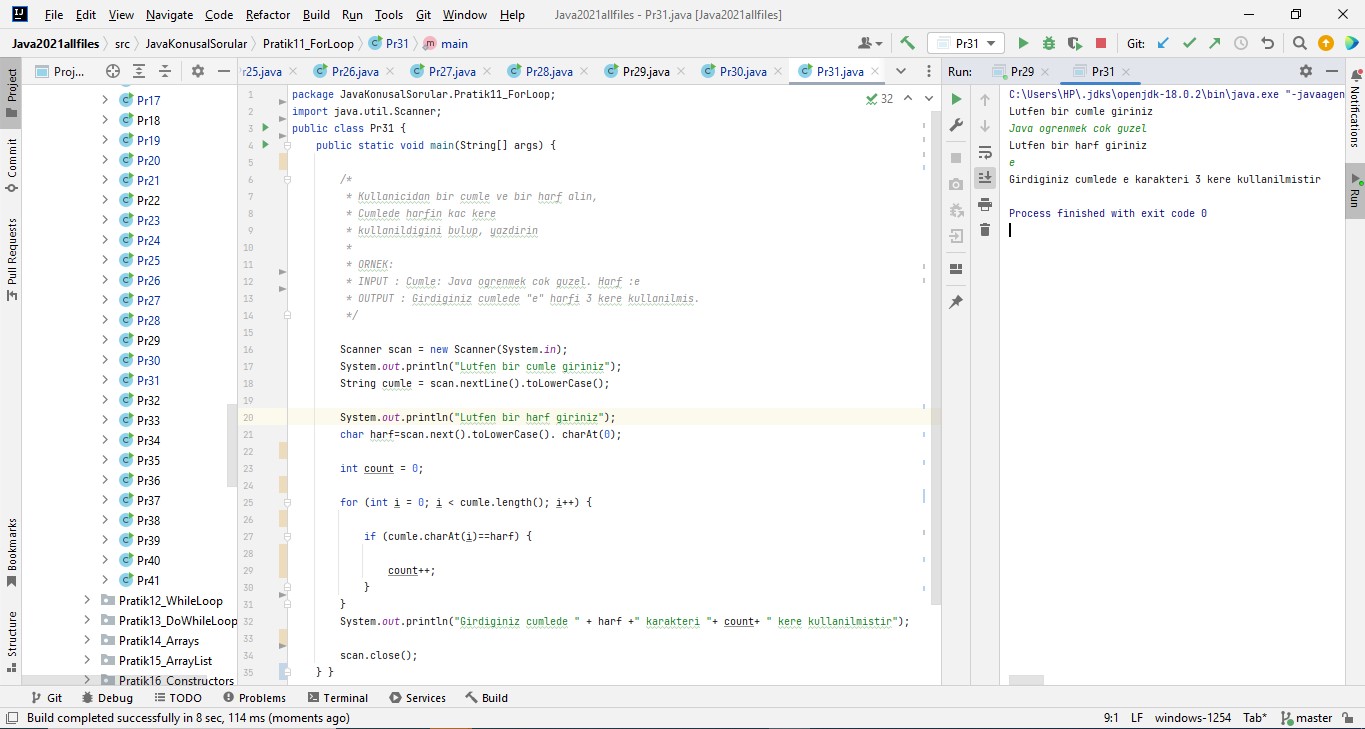 File Edit View Navigate Code Refactor Build Run Tools Git Window Help Java2021allfiles - Pr31.java [Java2021allfiles]
Java2021allfiles src JavaKonusalSorular Pratik11_ForLoop Pr31 main Pr31 Git:
Project
Commit
Pull Requests
Bookmarks
Structure
Proj...
Pr17
Pr18
Pr19
Pr20
Pr21
Pr22
Pr23
Pr24
Pr25
Pr26
Pr27
Pr28
Pr29
Pr30
Pr31
Pr32
Pr33
Pr34
Pr35
Pr36
Pr37
Pr38
Pr39
Pr40
Pr41
Pratik12_WhileLoop
Pratik13_DoWhileLoop
Pratik14_Arrays
Pratik15_ArrayList
Pratik16_Constructors
r25.java Pr26.java Pr27.java Pr28.java Pr29.java Pr30.java Pr31.java
32
1 package JavaKonusalSorular.Pratik11_ForLoop;
2 import java.util.Scanner;
3 public class Pr31 {
4 public static void main(String[] args) {
5
6 /*
7 * Kullanicidan bir cumle ve bir harf alin,
8 * Cumlede harfin kac kere
9 * kullanildigini bulup, yazdirin
10 *
11 * ORNEK:
12 * INPUT : Cumle: Java ogrenmek cok guzel. Harf :e
13 * OUTPUT : Girdiginiz cumlede "e" harfi 3 kere kullanilmis.
14 */
15
16 Scanner scan = new Scanner(System.in);
17 System.out.println("Lutfen bir cumle giriniz");
18 String cumle = scan.nextLine().toLowerCase();
19
20 System.out.println("Lutfen bir harf giriniz");
21 char harf=scan.next().toLowerCase(). charAt(0);
22
23 int count = 0;
24
25 for (int i = 0; i < cumle.length(); i++) {
26
27 if (cumle.charAt(i)==harf) {
28
29 count++;
30 }
31 }
32 System.out.println("Girdiginiz cumlede " + harf +" karakteri "+ count+ " kere kullanilmistir");
33
34 scan.close();
35 } }
Run: Pr29 Pr31
C:\Users\HP\.jdks\openjdk-18.0.2\bin\java.exe "-javaagen
Lutfen bir cumle giriniz
Java ogrenmek cok guzel
Lutfen bir harf giriniz
e
Girdiginiz cumlede e karakteri 3 kere kullanilmistir
Process finished with exit code 0
Notifications
Run
Git Debug TODO Problems Terminal Services Build
Build completed successfully in 8 sec, 114 ms (moments ago) 9:1 LF windows-1254 Tab* master